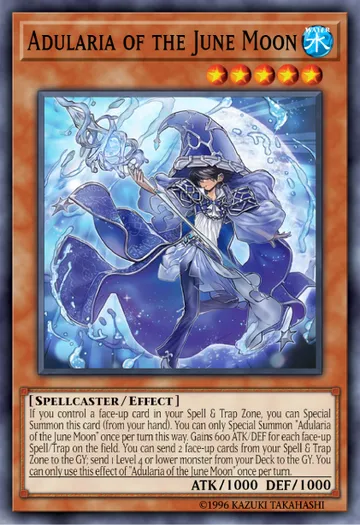 ADULARIA OF THE JUNE MOON
WATER
水
[SPELLCASTER/EFFECT]
If you control a face-up card in your Spell & Trap Zone, you can Special
Summon this card (from your hand). You can only Special Summon "Adularia
of the June Moon" once per turn this way. Gains 600 ATK/DEF for each face-up
Spell/Trap on the field. You can send 2 face-up cards from your Spell & Trap
Zone to the GY; send 1 Level 4 or lower monster from your Deck to the GY. You
can only use this effect of "Adularia of the June Moon" once per turn.
ATK/1000 DEF/1000
©1996 KAZUKI TAKAHASHI